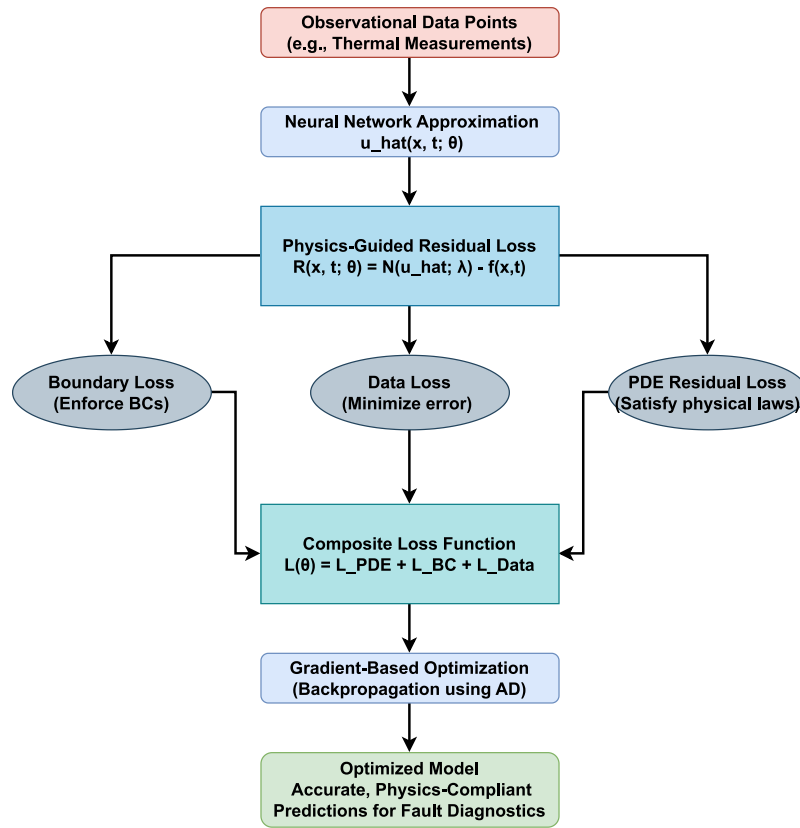 Observational Data Points
(e.g., Thermal Measurements)
Neural Network Approximation
u_hat(x, t; θ)
Physics-Guided Residual Loss
R(x, t; θ) = N(u_hat; λ) - f(x,t)
Boundary Loss
(Enforce BCs)
Data Loss
(Minimize error)
PDE Residual Loss
(Satisfy physical laws)
Composite Loss Function
L(θ) = L_PDE + L_BC + L_Data
Gradient-Based Optimization
(Backpropagation using AD)
Optimized Model
Accurate, Physics-Compliant
Predictions for Fault Diagnostics